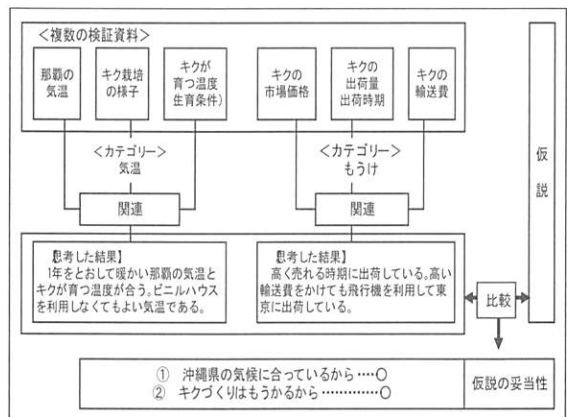 <複数の検証資料>
那覇の
気温
キク栽培
の様子
キクが
育つ温度
生育条件)
キクの
市場価格
キクの
出荷量
出荷時期
キクの
輸送費
仮説
<カテゴリー>
気温
<カテゴリー>
もうけ
関連
関連
思考した結果】
1年をとおして暖かい那覇の気温と
キクが育つ温度が合う。ビニルハウス
を利用しなくてもよい気温である。
思考した結果】
高く売れる時期に出荷している。高い
輸送費をかけても飛行機を利用して東
京に出荷している。
比較
① 沖縄県の気候に合っているから‥‥〇
② キクづくりはもうかるから‥‥‥‥‥〇
仮説の妥当性